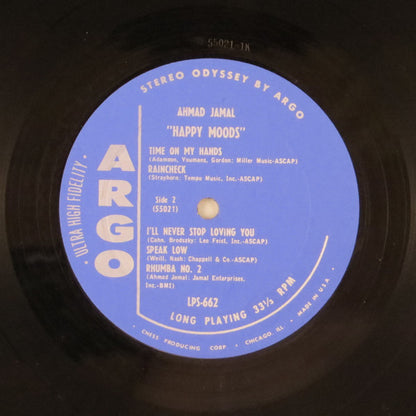 55021-1K
STEREO ODYSSEY BY ARGO
AHMAD JAMAL
"HAPPY MOODS"
TIME ON MY HANDS
(Adamous, Youmans, Gordon: Miller Music-ASCAP)
RAINCHECK
(Strayhorn: Tempo Music, Inc.-ASCAP)
Side 2
(55021)
I'LL NEVER STOP LOVING YOU
(Cahn, Brodsky: Leo Feist, Inc.-ASCAP)
SPEAK LOW
(Weill, Nash: Chappell & Co.-ASCAP)
RHUMBA NO. 2
(Ahmad Jamal: Jamal Enterprises,
Inc.-BMI)
LPS-662
LONG PLAYING 33⅓ RPM
• ULTRA HIGH FIDELITY •
ARGO
• CHESS PRODUCING CORP. • CHICAGO, ILL. • MADE IN U.S.A.